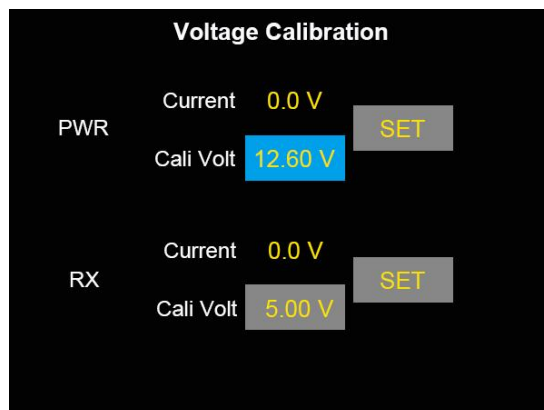 Voltage Calibration
Current 0.0 V
PWR SET
Cali Volt 12.60 V
Current 0.0 V
RX SET
Cali Volt 5.00 V